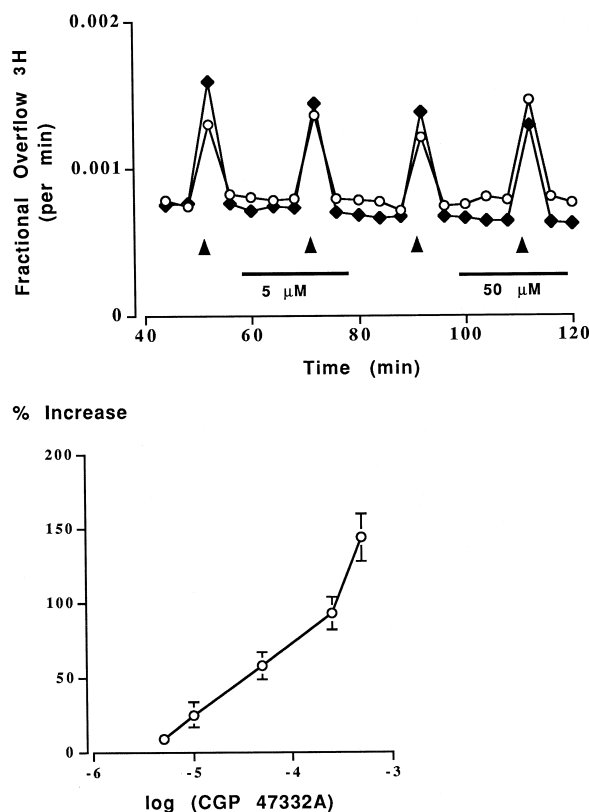 0.002
Fractional Overflow 3H
(per min)
0.001
5 μM
50 μM
0
40
60
80
100
120
Time (min)
% Increase
200
150
100
50
0
-6
-5
-4
-3
log (CGP 47332A)